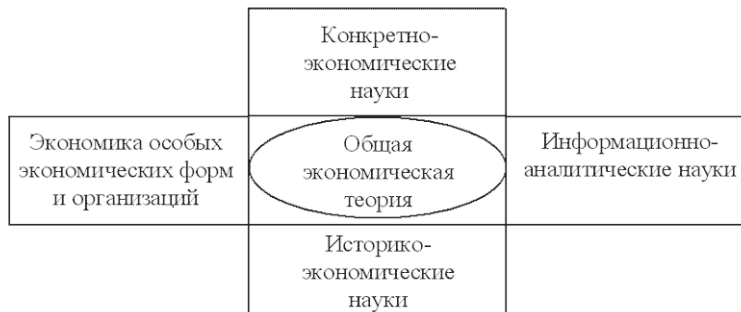 Конкретно-
экономические
науки
Экономика особых
экономических форм
и организаций
Общая
экономическая
теория
Информационно-
аналитические науки
Историко-
экономические
науки